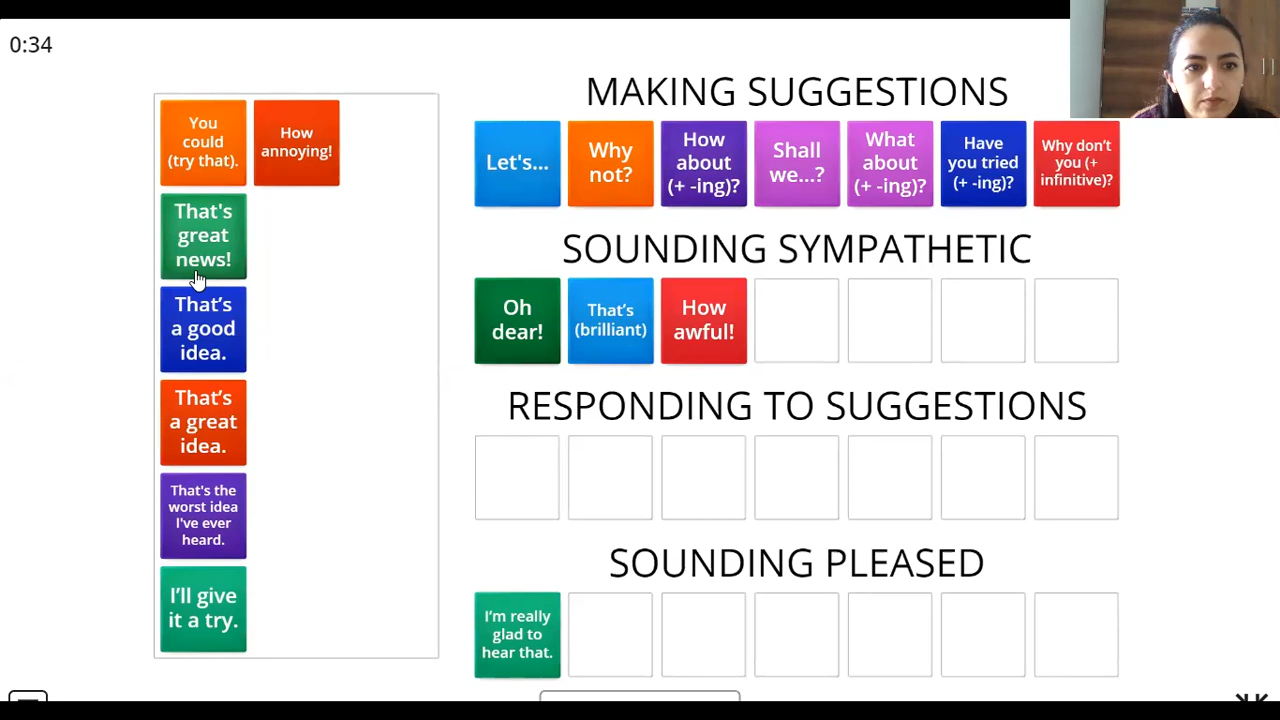 0:34
You
could
(try that).
How
annoying!
That's
great
news!
That’s
a good
idea.
That’s
a great
idea.
That's the
worst idea
I've ever
heard.
I’ll give
it a try.
MAKING SUGGESTIONS
Let's...
Why
not?
How
about
(+ -ing)?
Shall
we...?
What
about
(+ -ing)?
Have
you tried
(+ -ing)?
Why don’t
you (+
infinitive)?
SOUNDING SYMPATHETIC
Oh
dear!
That’s
(brilliant)
How
awful!
RESPONDING TO SUGGESTIONS
SOUNDING PLEASED
I’m really
glad to
hear that.